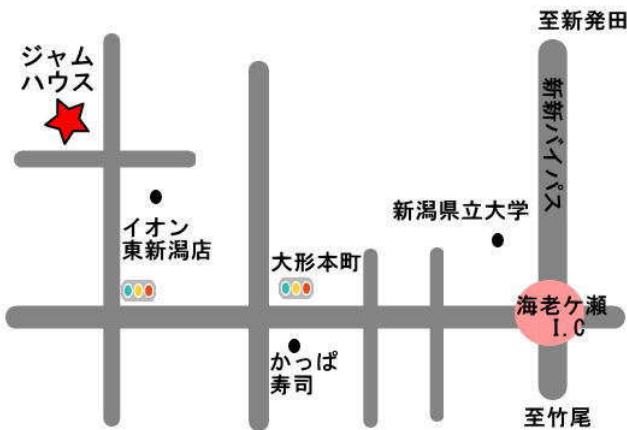 至新発田
ジャム
ハウス
新新バイパス
新潟県立大学
イオン
東新潟店
大形本町
海老ケ瀬
I.C
かっぱ
寿司
至竹尾